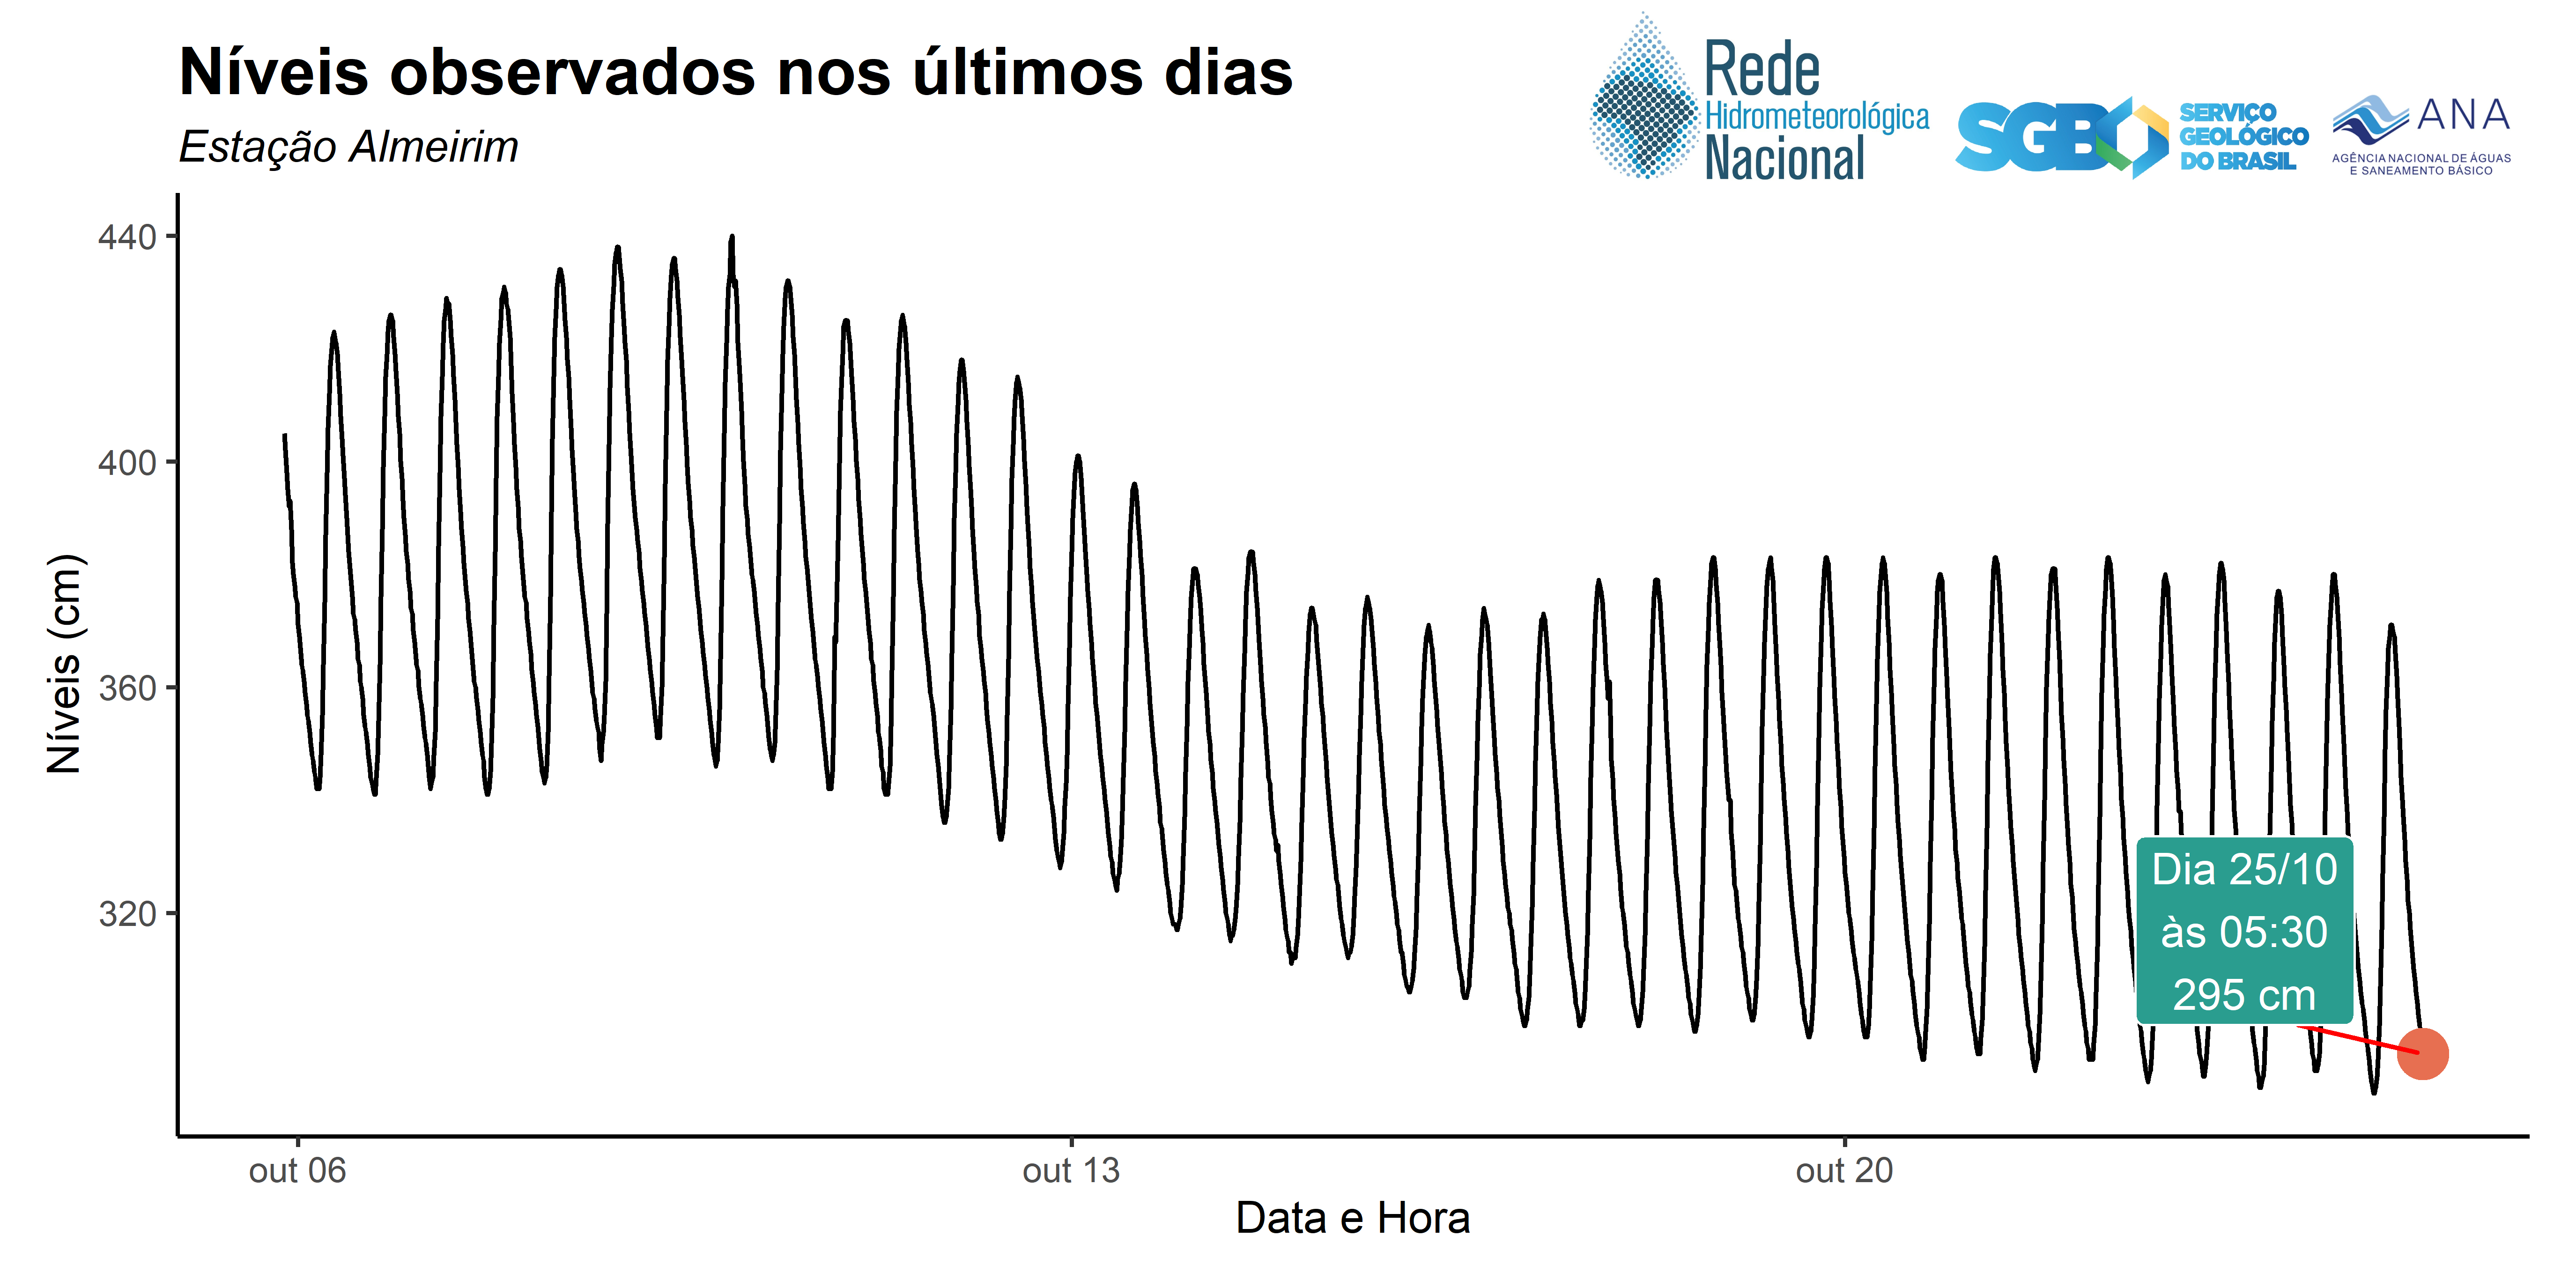 Níveis observados nos últimos dias
Estação Almeirim
Rede
Hidrometeorológica
Nacional
SGB
SERVIÇO
GEOLÓGICO
DO BRASIL
ANA
AGÊNCIA NACIONAL DE ÁGUAS
E SANEAMENTO BÁSICO
Níveis (cm)
440
400
360
320
Dia 25/10
às 05:30
295 cm
out 06
out 13
out 20
Data e Hora